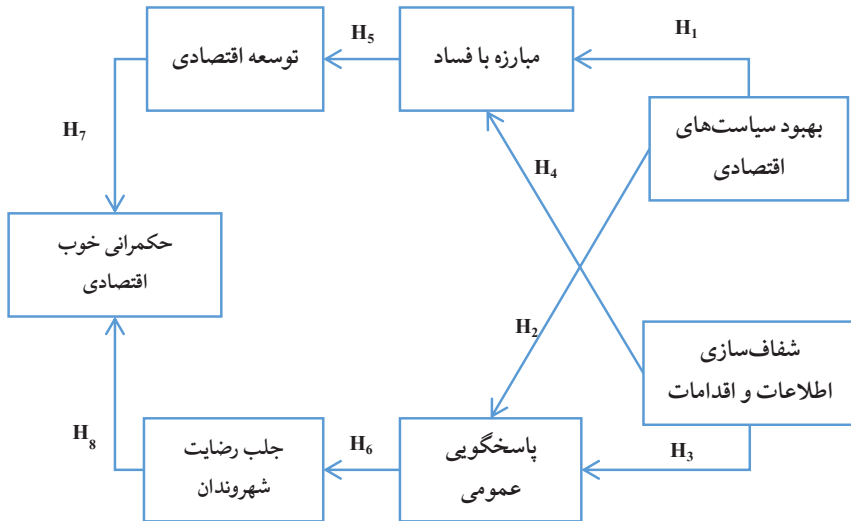 H1
H5
مبارزه با فساد
توسعه اقتصادی
بهبود سیاست‌های
اقتصادی
H7
H4
حکمرانی خوب
اقتصادی
H2
شفاف‌سازی
اطلاعات و اقدامات
پاسخگویی
عمومی
جلب رضایت
شهروندان
H3
H6
H8